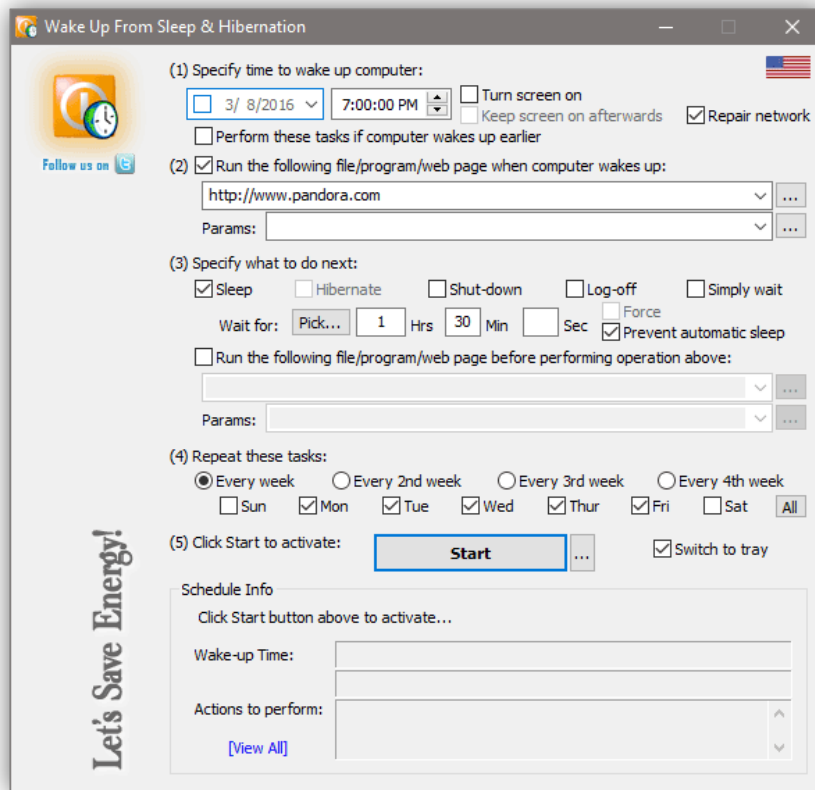 Wake Up From Sleep & Hibernation
(1) Specify time to wake up computer:
3/ 8/2016
7:00:00 PM
Turn screen on
Keep screen on afterwards
Repair network
Perform these tasks if computer wakes up earlier
Follow us on
(2) Run the following file/program/web page when computer wakes up:
http://www.pandora.com
...
Params:
...
(3) Specify what to do next:
Sleep Hibernate Shut-down Log-off Simply wait
Force
Wait for: Pick... 1 Hrs 30 Min Sec
Prevent automatic sleep
Run the following file/program/web page before performing operation above:
...
Params:
...
(4) Repeat these tasks:
Every week Every 2nd week Every 3rd week Every 4th week
Sun Mon Tue Wed Thur Fri Sat All
(5) Click Start to activate: Start ... Switch to tray
Schedule Info
Click Start button above to activate...
Wake-up Time:
Actions to perform:
[View All]
Let's Save Energy!